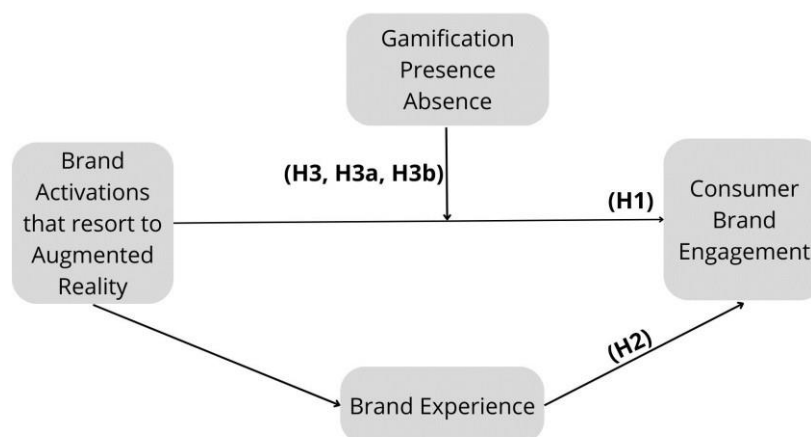 Gamification
Presence
Absence
Brand
Activations
that resort to
Augmented
Reality
(H3, H3a, H3b)
(H1)
Consumer
Brand
Engagement
(H2)
Brand Experience